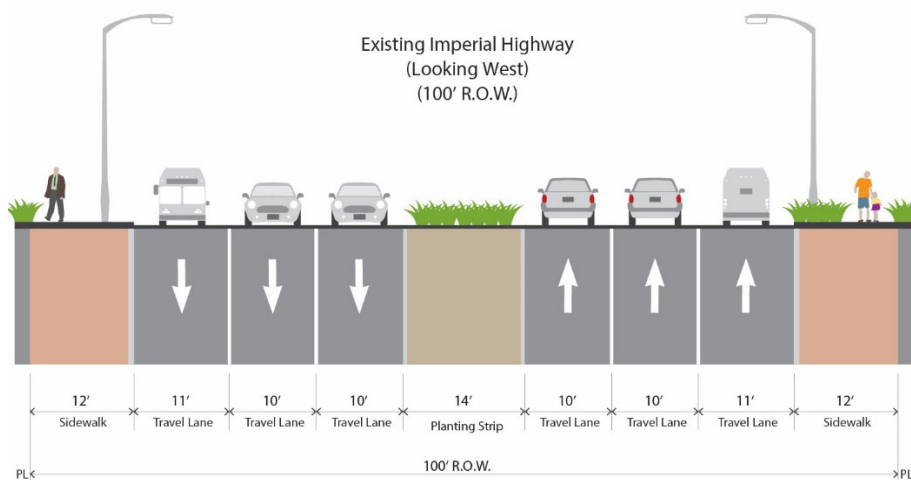 Existing Imperial Highway
(Looking West)
(100' R.O.W.)
12' 11' 10' 10' 14' 10' 10' 11' 12'
Sidewalk Travel Lane Travel Lane Travel Lane Planting Strip Travel Lane Travel Lane Travel Lane Sidewalk
100' R.O.W.
PL PL